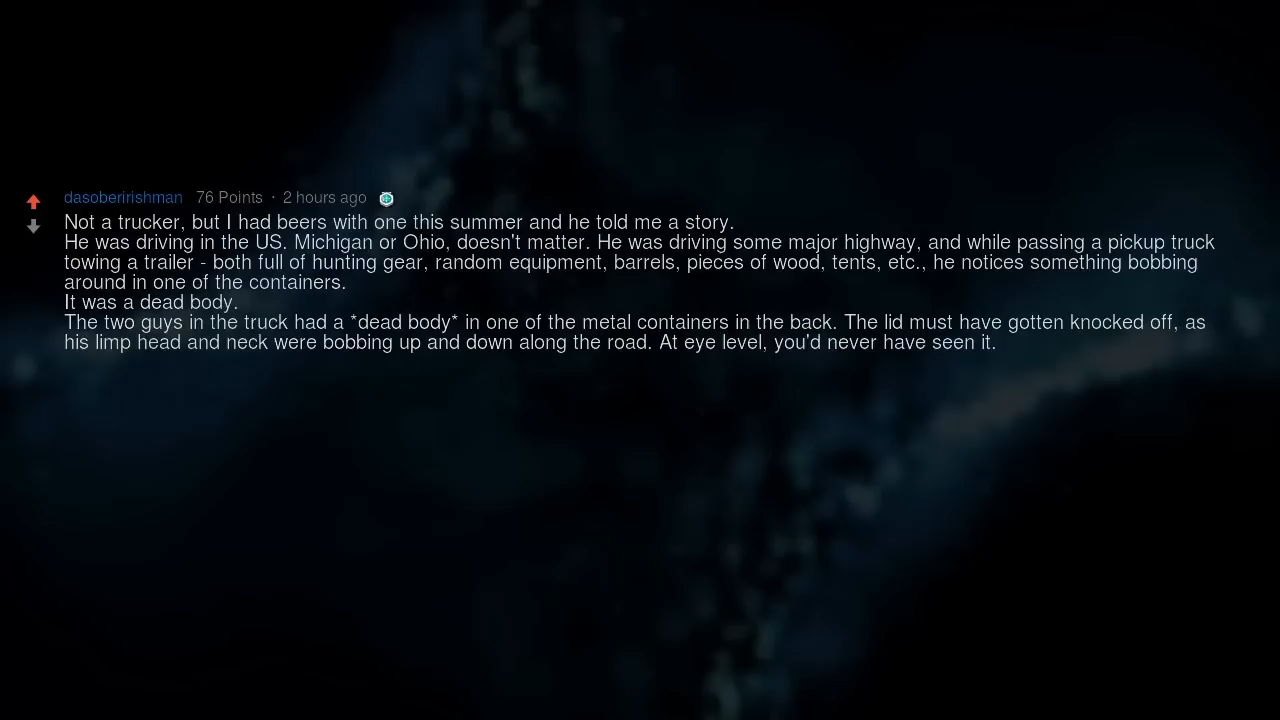 dasoberirishman 76 Points · 2 hours ago
Not a trucker, but I had beers with one this summer and he told me a story.
He was driving in the US. Michigan or Ohio, doesn't matter. He was driving some major highway, and while passing a pickup truck
towing a trailer - both full of hunting gear, random equipment, barrels, pieces of wood, tents, etc., he notices something bobbing
around in one of the containers.
It was a dead body.
The two guys in the truck had a *dead body* in one of the metal containers in the back. The lid must have gotten knocked off, as
his limp head and neck were bobbing up and down along the road. At eye level, you'd never have seen it.